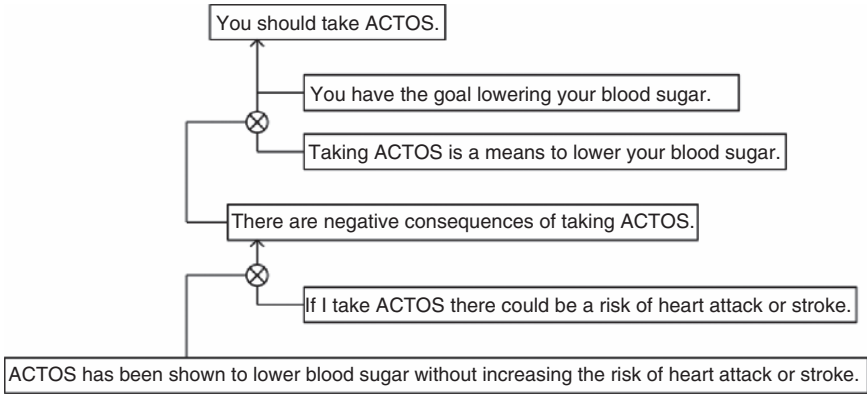 You should take ACTOS.
You have the goal lowering your blood sugar.
Taking ACTOS is a means to lower your blood sugar.
There are negative consequences of taking ACTOS.
If I take ACTOS there could be a risk of heart attack or stroke.
ACTOS has been shown to lower blood sugar without increasing the risk of heart attack or stroke.